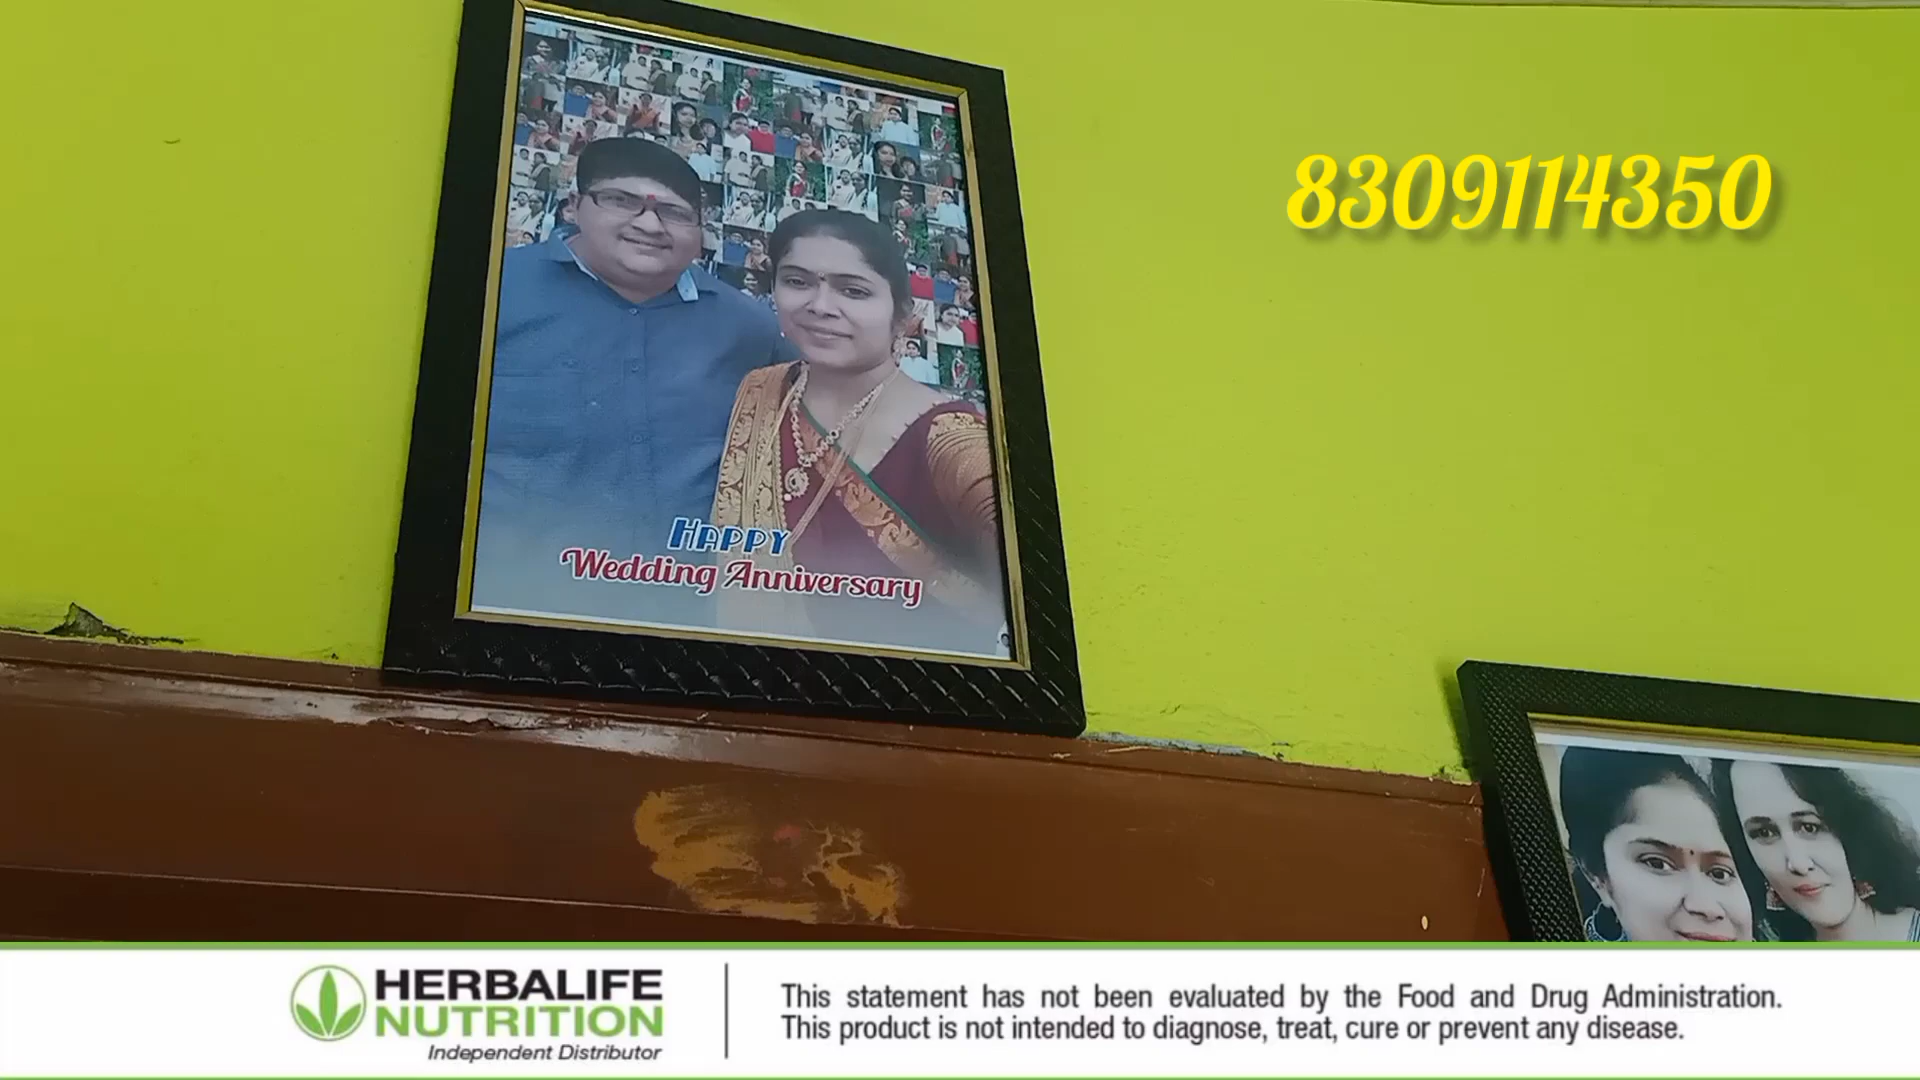 8309114350
HAPPY
Wedding Anniversary
HERBALIFE
NUTRITION
Independent Distributor
This statement has not been evaluated by the Food and Drug Administration.
This product is not intended to diagnose, treat, cure or prevent any disease.